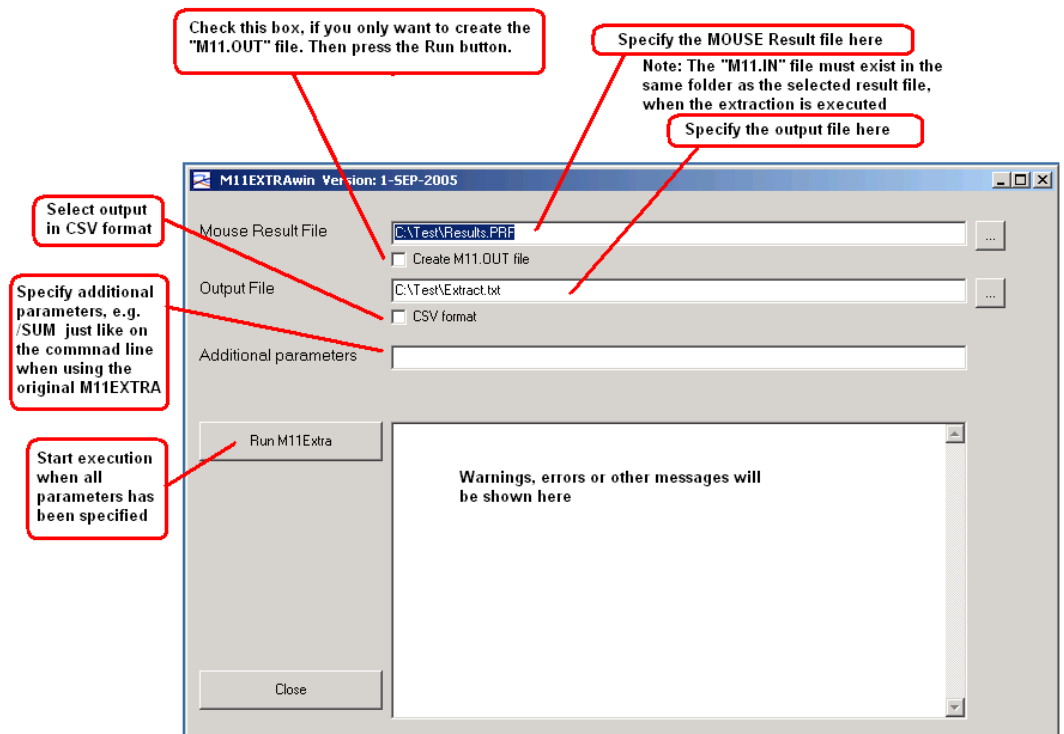 Check this box, if you only want to create the
"M11.OUT" file. Then press the Run button.
Specify the MOUSE Result file here
Note: The "M11.IN" file must exist in the
same folder as the selected result file,
when the extraction is executed
Specify the output file here
M11EXTRAwin Version: 1-SEP-2005
Select output
in CSV format
Mouse Result File
C:\Test\Results.PRF
...
Create M11.OUT file
Specify additional
parameters, e.g.
/SUM just like on
the commnad line
when using the
original M11EXTRA
Output File
C:\Test\Extract.txt
...
CSV format
Additional parameters
Run M11Extra
Start execution
when all
parameters has
been specified
Warnings, errors or other messages will
be shown here
Close